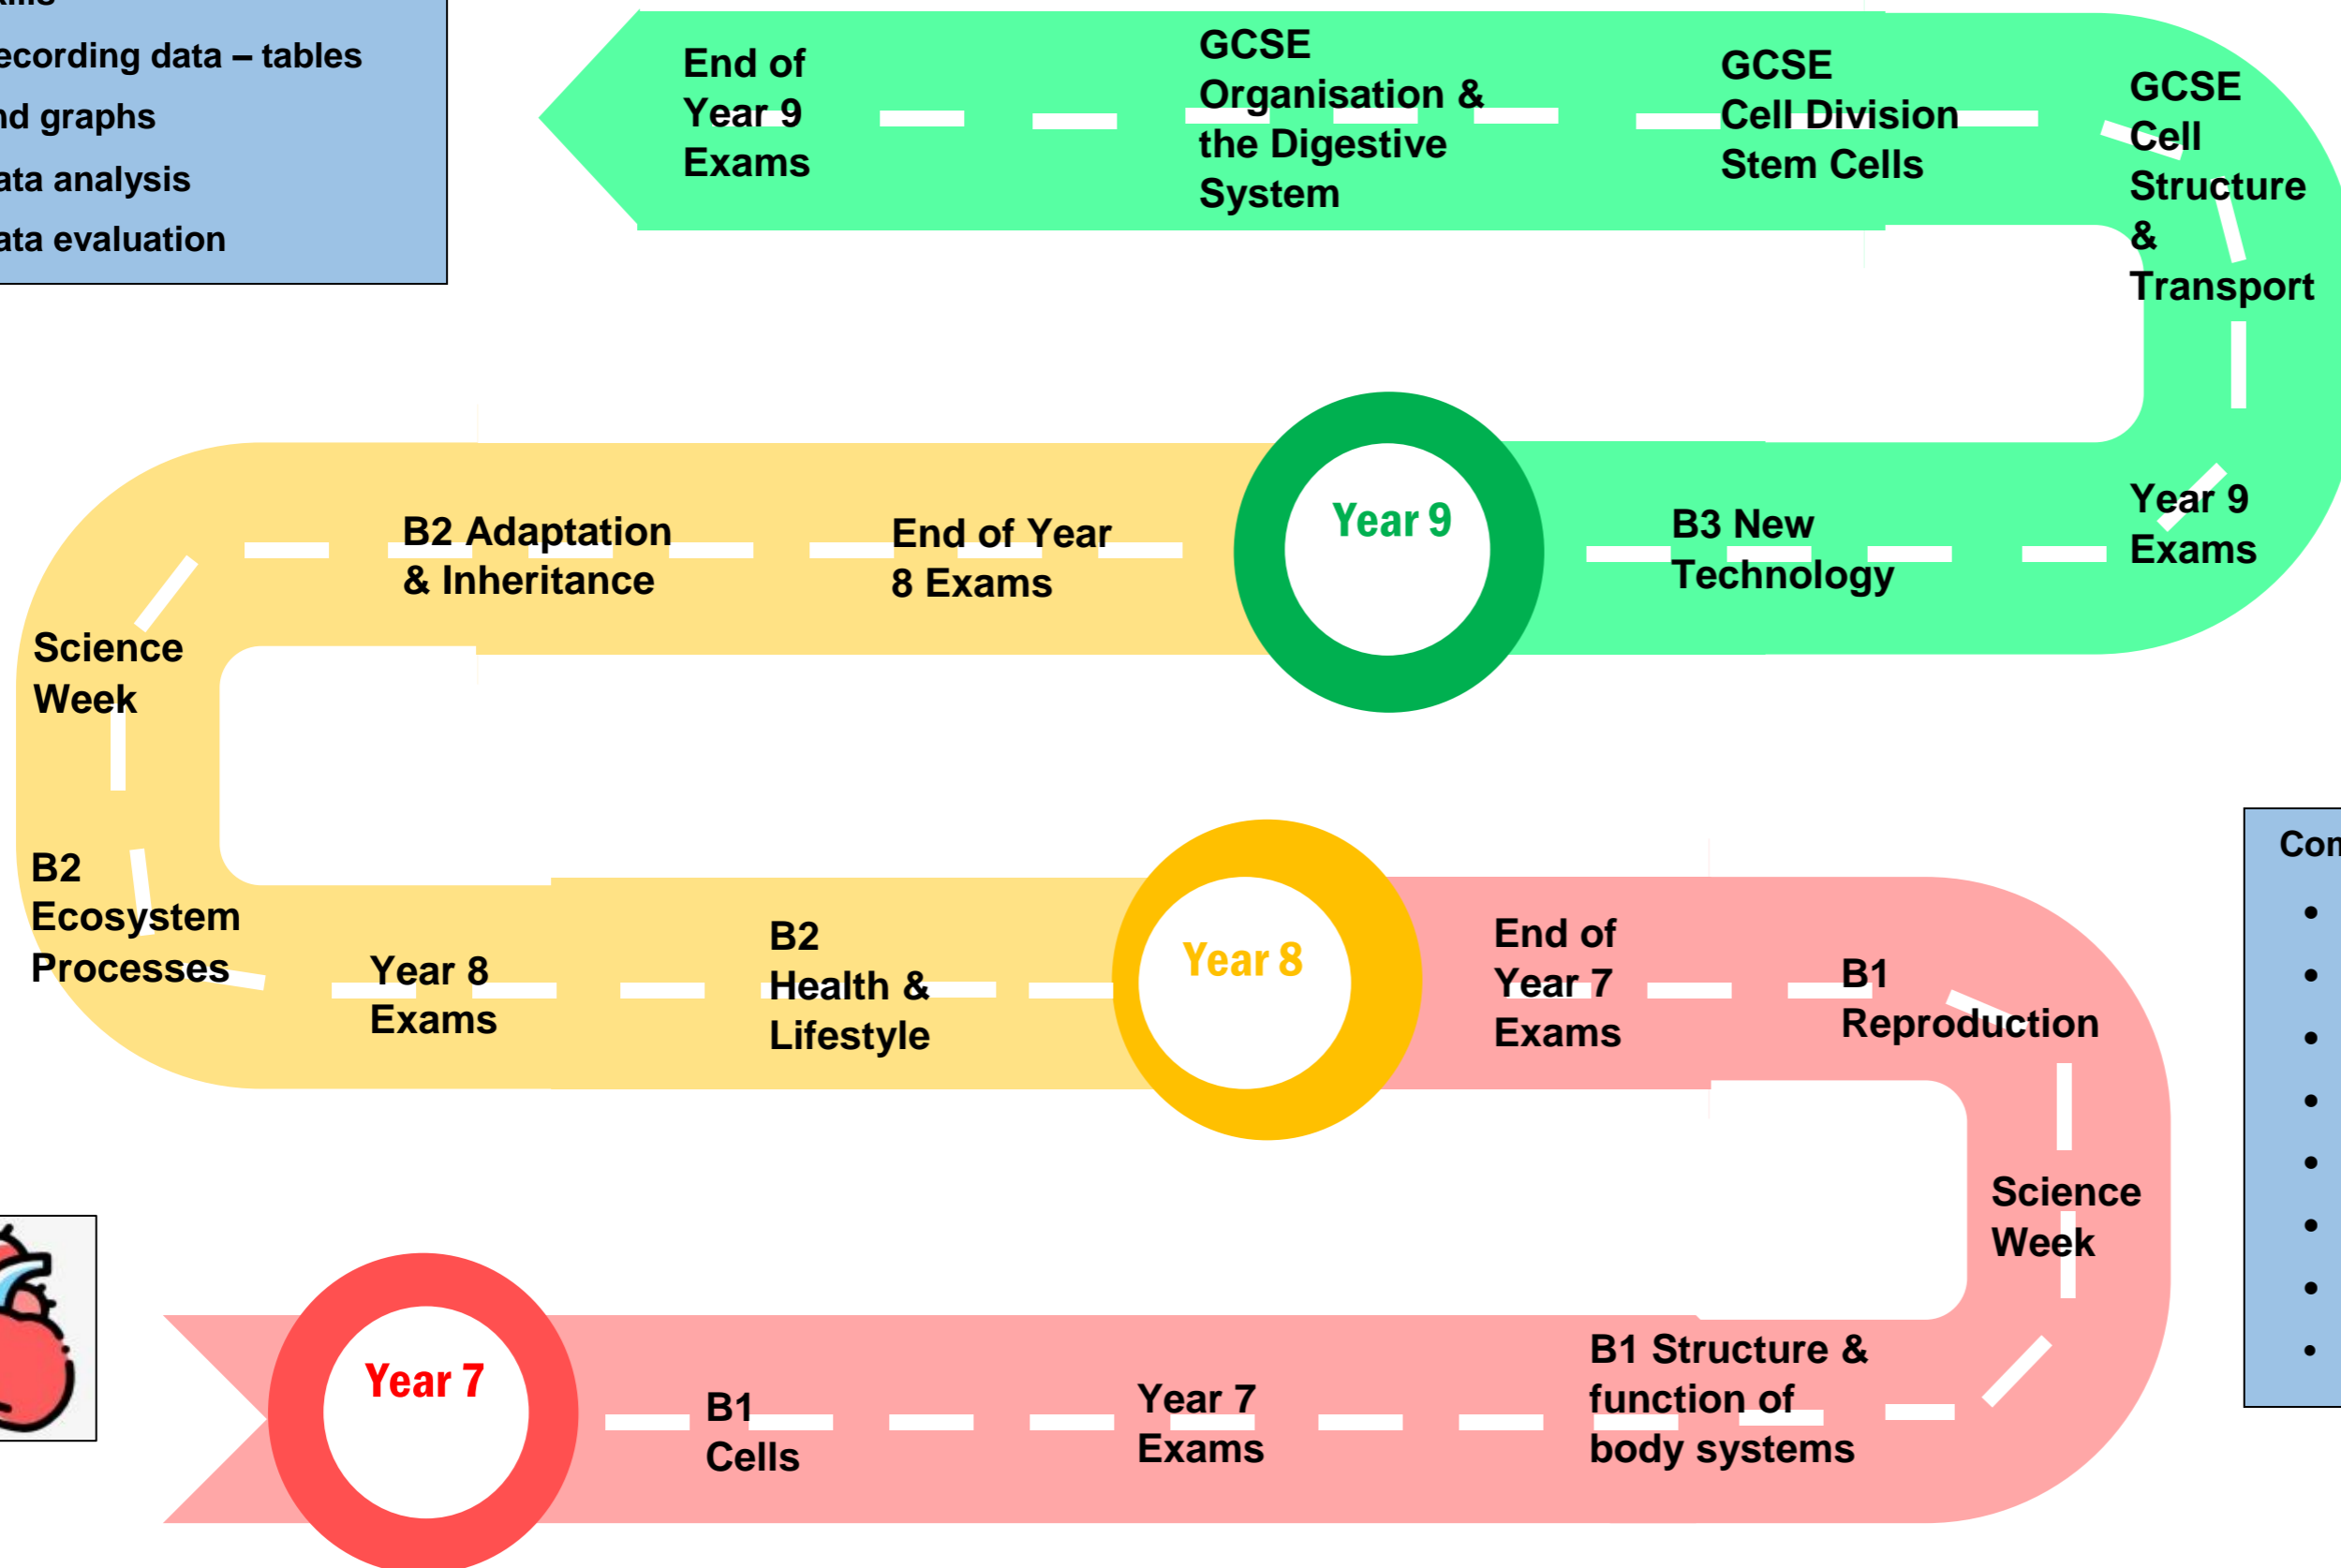 ecording data – tables
nd graphs
ata analysis
ata evaluation
End of
Year 9
Exams
GCSE
Organisation &
the Digestive
System
GCSE
Cell Division
Stem Cells
GCSE
Cell
Structure
&
Transport
B2 Adaptation
& Inheritance
End of Year
8 Exams
Year 9
B3 New
Technology
Year 9
Exams
Science
Week
B2
Ecosystem
Processes
Year 8
Exams
B2
Health &
Lifestyle
Year 8
End of
Year 7
Exams
B1
Reproduction
Con
Science
Week
Year 7
B1
Cells
Year 7
Exams
B1 Structure &
function of
body systems